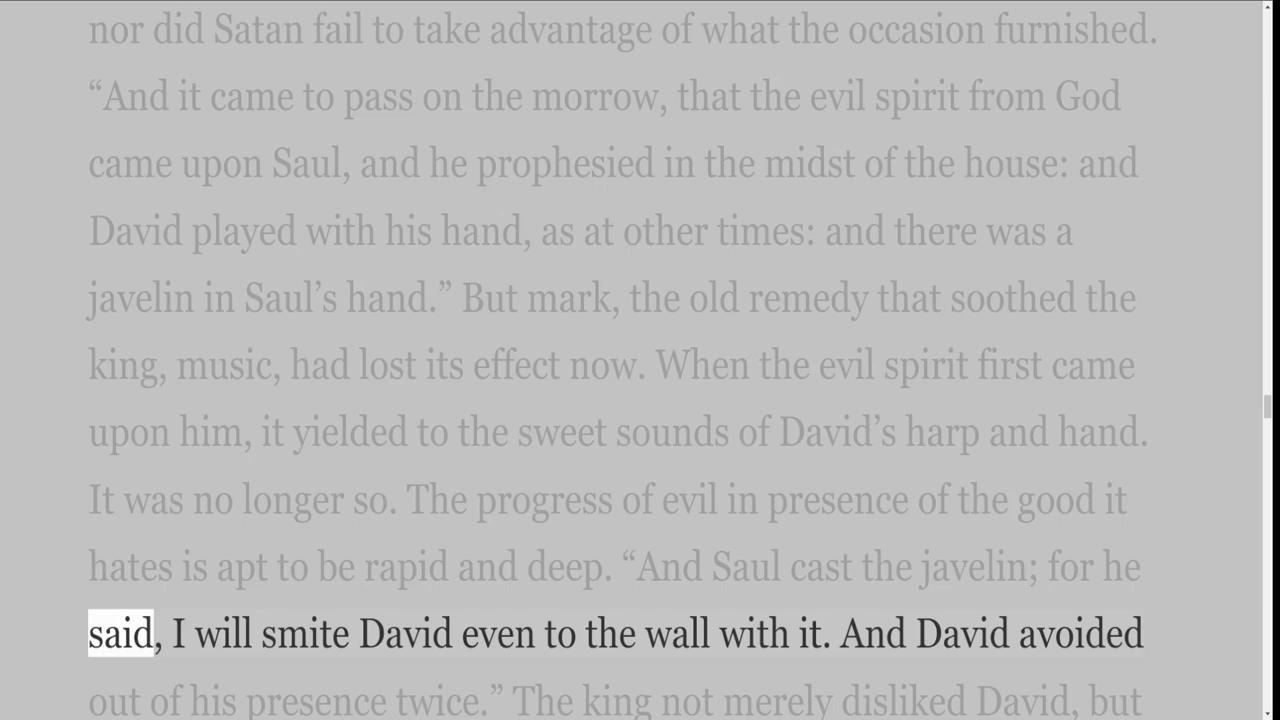 nor did Satan fail to take advantage of what the occasion furnished.
“And it came to pass on the morrow, that the evil spirit from God
came upon Saul, and he prophesied in the midst of the house: and
David played with his hand, as at other times: and there was a
javelin in Saul’s hand.” But mark, the old remedy that soothed the
king, music, had lost its effect now. When the evil spirit first came
upon him, it yielded to the sweet sounds of David’s harp and hand.
It was no longer so. The progress of evil in presence of the good it
hates is apt to be rapid and deep. “And Saul cast the javelin; for he
said, I will smite David even to the wall with it. And David avoided
out of his presence twice.” The king not merely disliked David, but